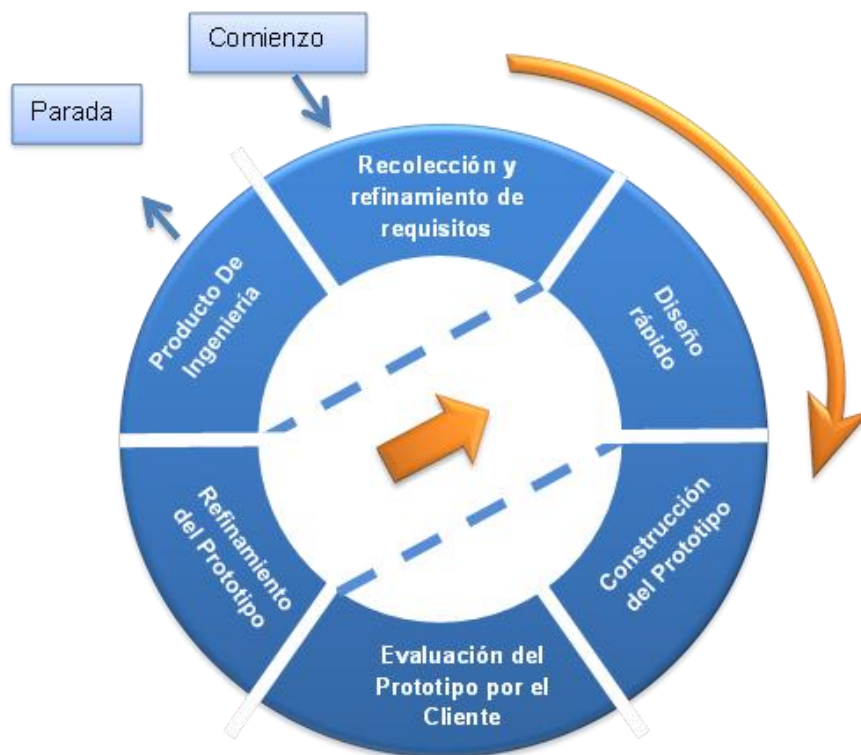 Comienzo
Parada
Recolección y
refinamiento de
requisitos
Diseño
rápido
Construcción
del Prototipo
Evaluación del
Prototipo por el
Cliente
Refinamiento
del Prototipo
Producto De
Ingeniería